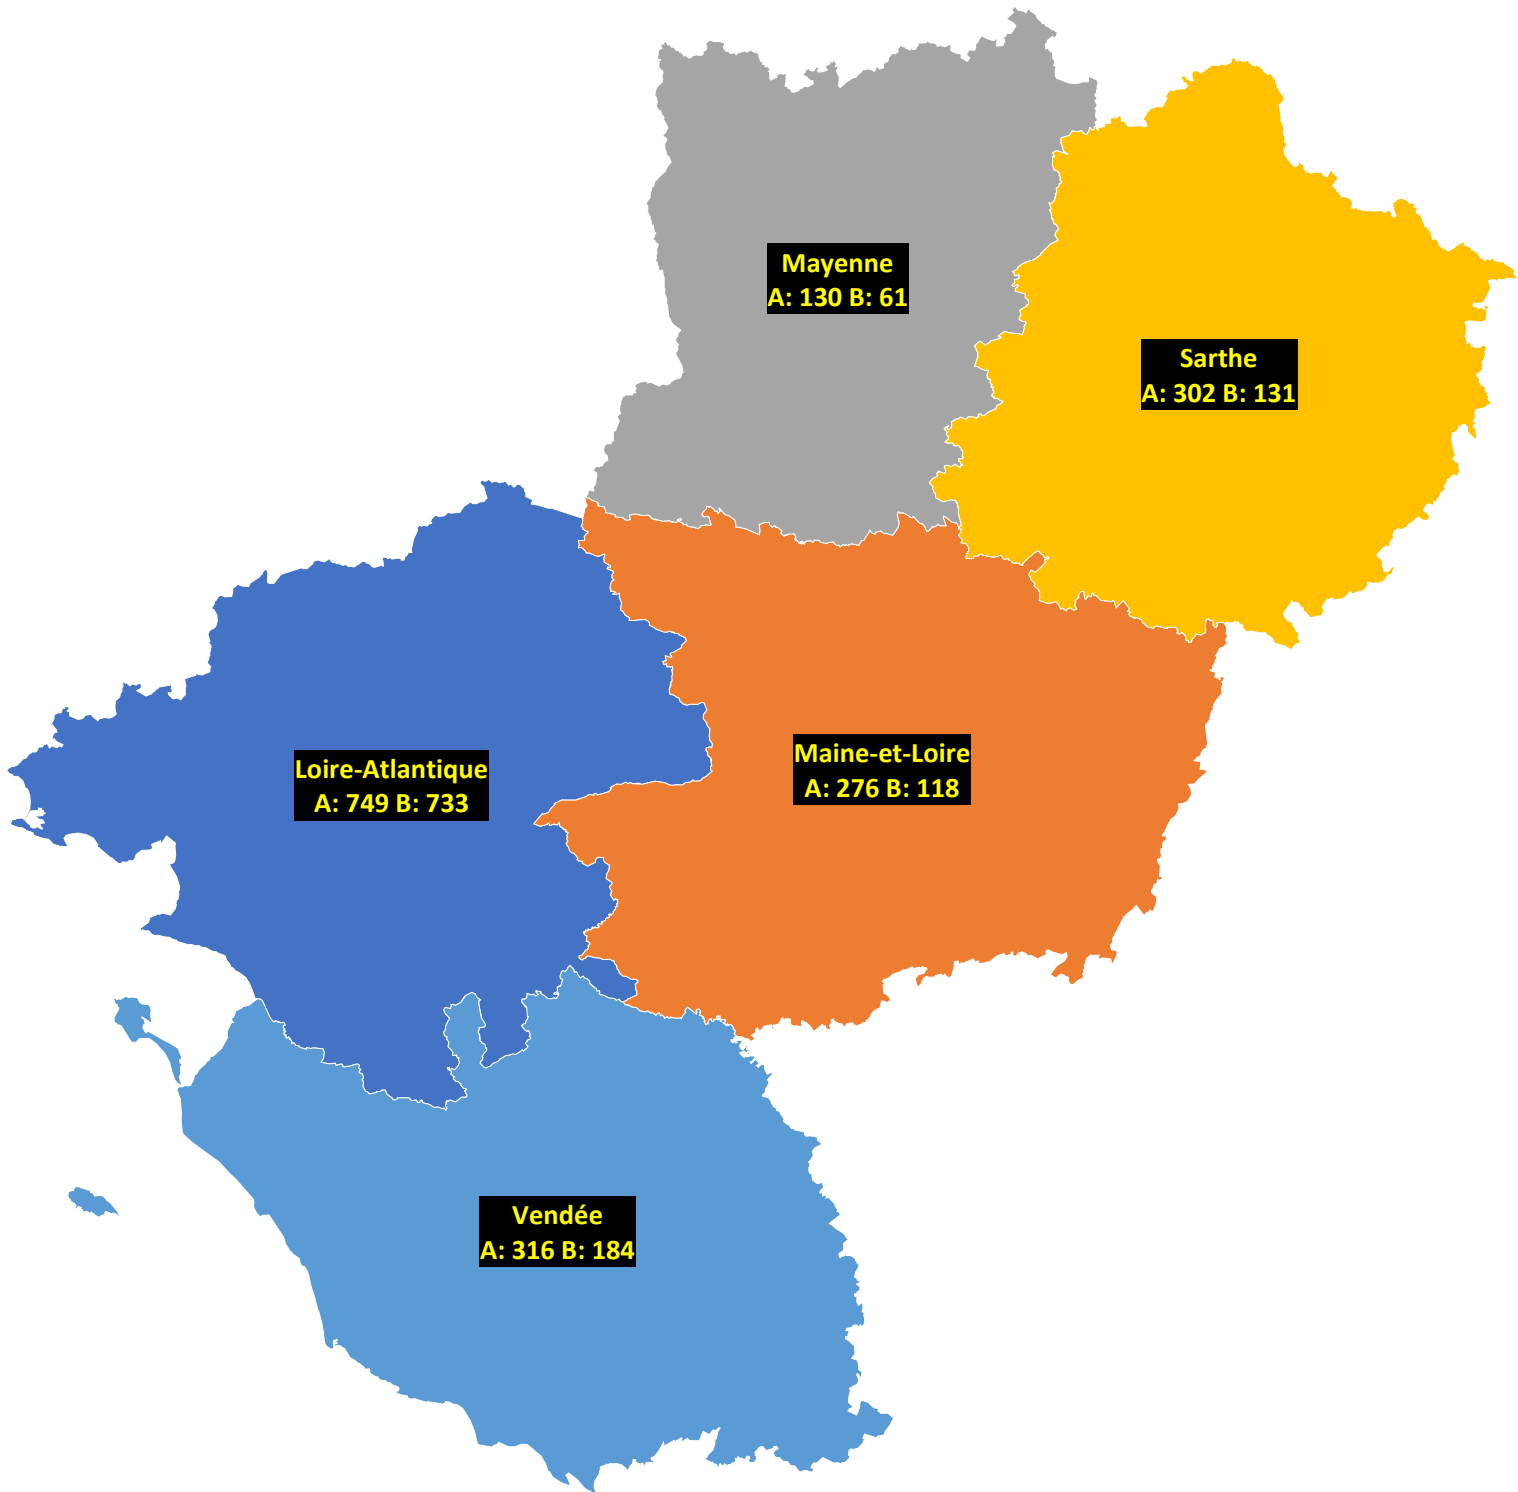 Mayenne
A: 130 B: 61
Sarthe
A: 302 B: 131
Loire-Atlantique
A: 749 B: 733
Maine-et-Loire
A: 276 B: 118
Vendée
A: 316 B: 184